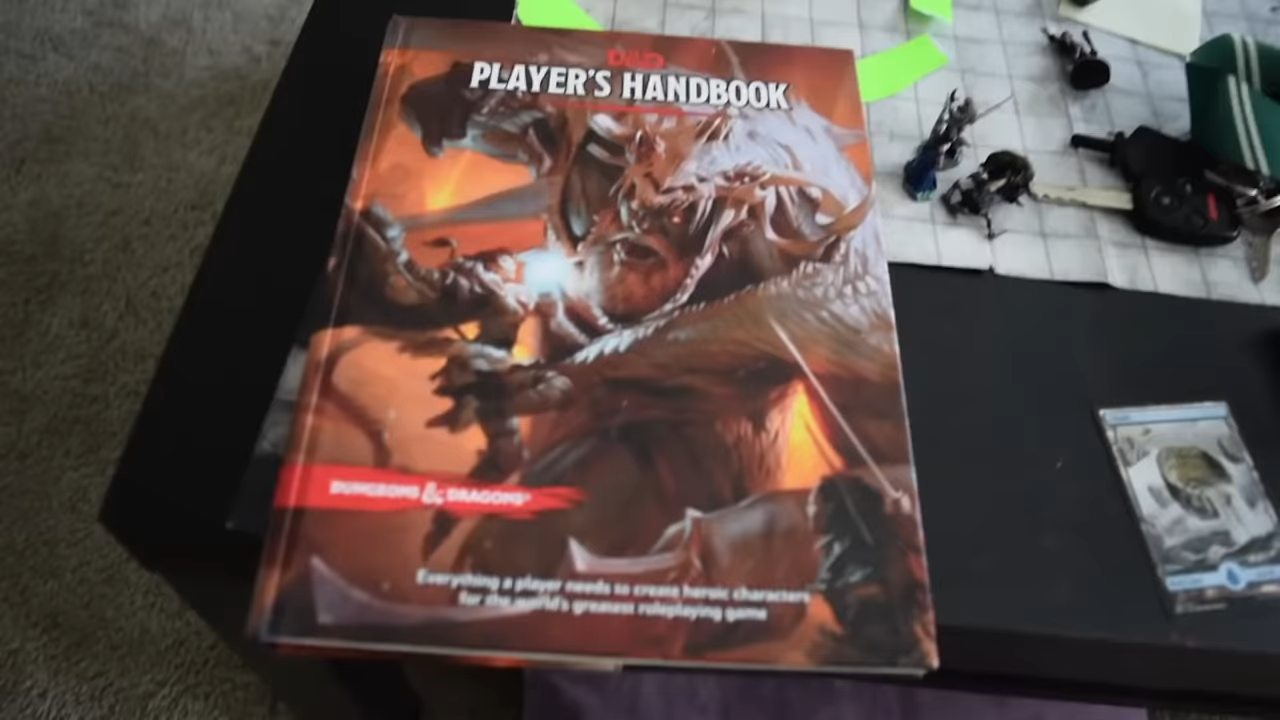 D&D
PLAYER'S HANDBOOK
DUNGEONS & DRAGONS®
Everything a player needs to create heroic characters
for the world's greatest roleplaying game